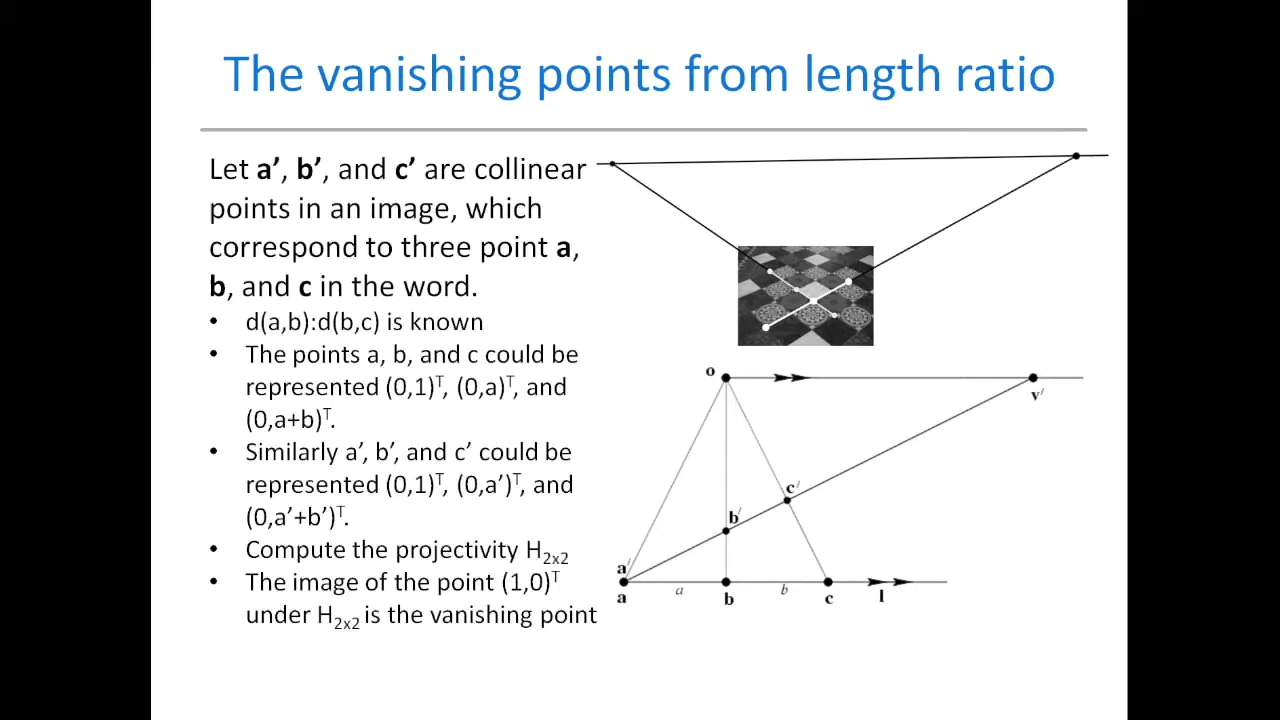 The vanishing points from length ratio
Let a’, b’, and c’ are collinear
points in an image, which
correspond to three point a,
b, and c in the word.
• d(a,b):d(b,c) is known
• The points a, b, and c could be
represented (0,1)ᵀ, (0,a)ᵀ, and
(0,a+b)ᵀ.
• Similarly a’, b’, and c’ could be
represented (0,1)ᵀ, (0,a’)ᵀ, and
(0,a’+b’)ᵀ.
• Compute the projectivity H₂ₓ₂
• The image of the point (1,0)ᵀ
under H₂ₓ₂ is the vanishing point
o
v′
c′
b′
a′
a b
a b c l